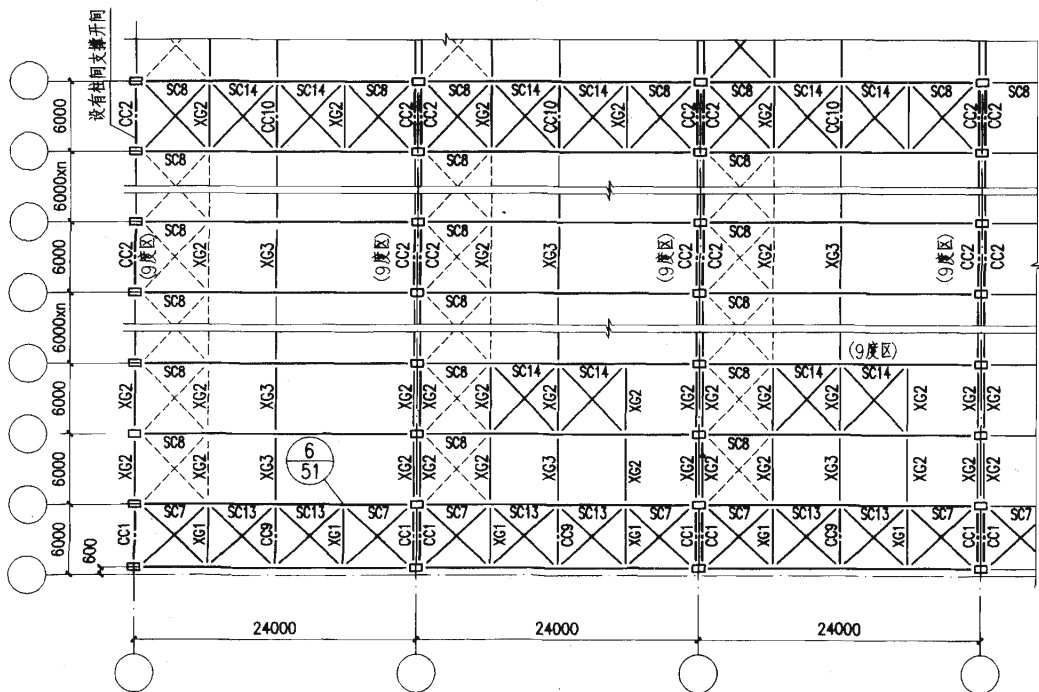 设有柱间支撑开间
SC8 SC14 SC14 SC8 SC8 SC14 SC14 SC8 SC8 SC14 SC14 SC8 SC8
6000 CC2 XG2 CC10 XG2 CC2 CC2 XG2 CC10 XG2 CC2 CC2 XG2 CC10 CC2 CC2
SC8 SC8 SC8
6000xn
SC8 SC8 SC8
6000 CC2 (9度区) XG2 XG3 (9度区) CC2 CC2 XG2 XG3 (9度区) CC2 CC2 XG2 XG3 (9度区) CC2 CC2
SC8 SC8 SC8
6000xn
(9度区)
SC8 SC8 SC14 SC14 SC8 SC14 SC14
6000 XG2 XG2 XG3 XG2 XG2 XG2 XG2 XG2 XG2 XG2 XG2 XG2 XG2 XG2 XG2
SC8 SC8 SC8
6000 XG2 XG2 XG3 XG2 XG2 XG2 XG3 XG2 XG2 XG2 XG2 XG3 XG2 XG2 XG2
6
51
SC7 SC13 SC13 SC7 SC7 SC13 SC13 SC7 SC7 SC13 SC13 SC7 SC7
6000 CC1 XG1 CC9 XG1 CC1 CC1 XG1 CC9 XG1 CC1 CC1 XG1 CC9 XG1 CC1 CC1
600
24000 24000 24000